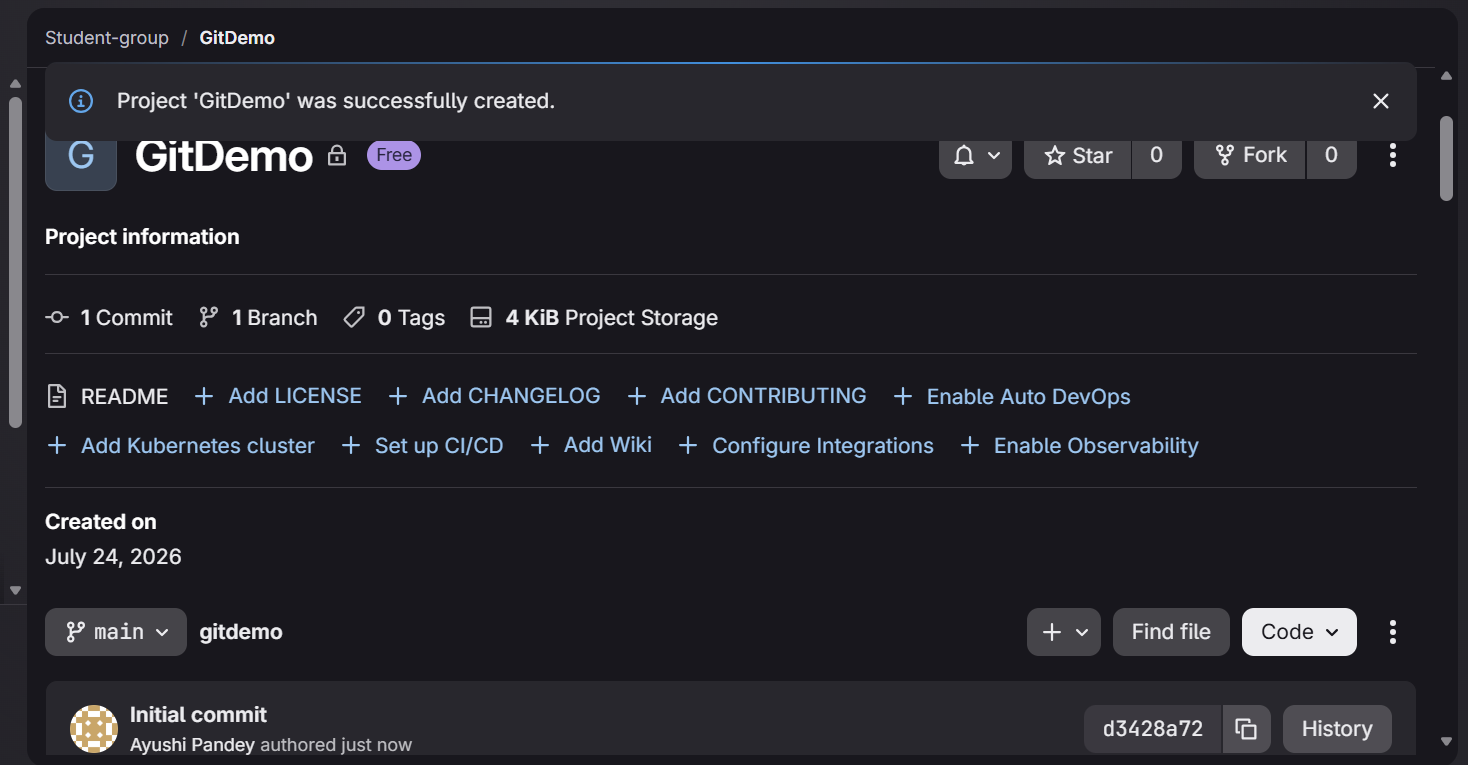 Student-group / GitDemo
Project 'GitDemo' was successfully created.
G GitDemo Free Star 0 Fork 0
Project information
1 Commit 1 Branch 0 Tags 4 KiB Project Storage
README + Add LICENSE + Add CHANGELOG + Add CONTRIBUTING + Enable Auto DevOps
+ Add Kubernetes cluster + Set up CI/CD + Add Wiki + Configure Integrations + Enable Observability
Created on
July 24, 2026
main gitdemo + Find file Code
Initial commit
Ayushi Pandey authored just now
d3428a72 History